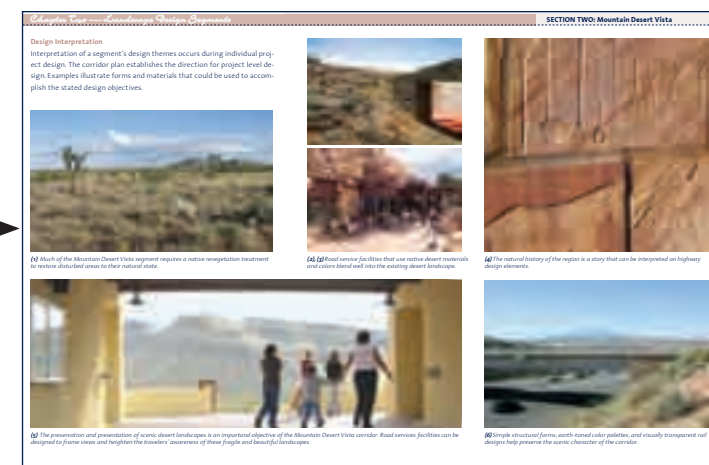 Chapter Two — Landscape Design Segments
SECTION TWO: Mountain Desert Vista
Design Interpretation
Interpretation of a segment's design themes occurs during individual proj-
ect design. The corridor plan establishes the direction for project level de-
sign. Examples illustrate forms and materials that could be used to accom-
plish the stated design objectives.
(1) Much of the Mountain Desert Vista segment requires a native revegetation treatment
to restore disturbed areas to their natural state.
(2), (3) Road service facilities that use native desert materials
and colors blend well into the existing desert landscape.
(4) The natural history of the region is a story that can be interpreted on highway
design elements.
(5) The preservation and presentation of scenic desert landscapes is an importand objective of the Mountain Desert Vista corridor. Road services facilities can be
designed to frame views and heighten the travelers' awareness of these fragile and beautiful landscapes.
(6) Simple structural forms, earth-toned color palettes, and visually transparent rail
designs help preserve the scenic character of the corridor.